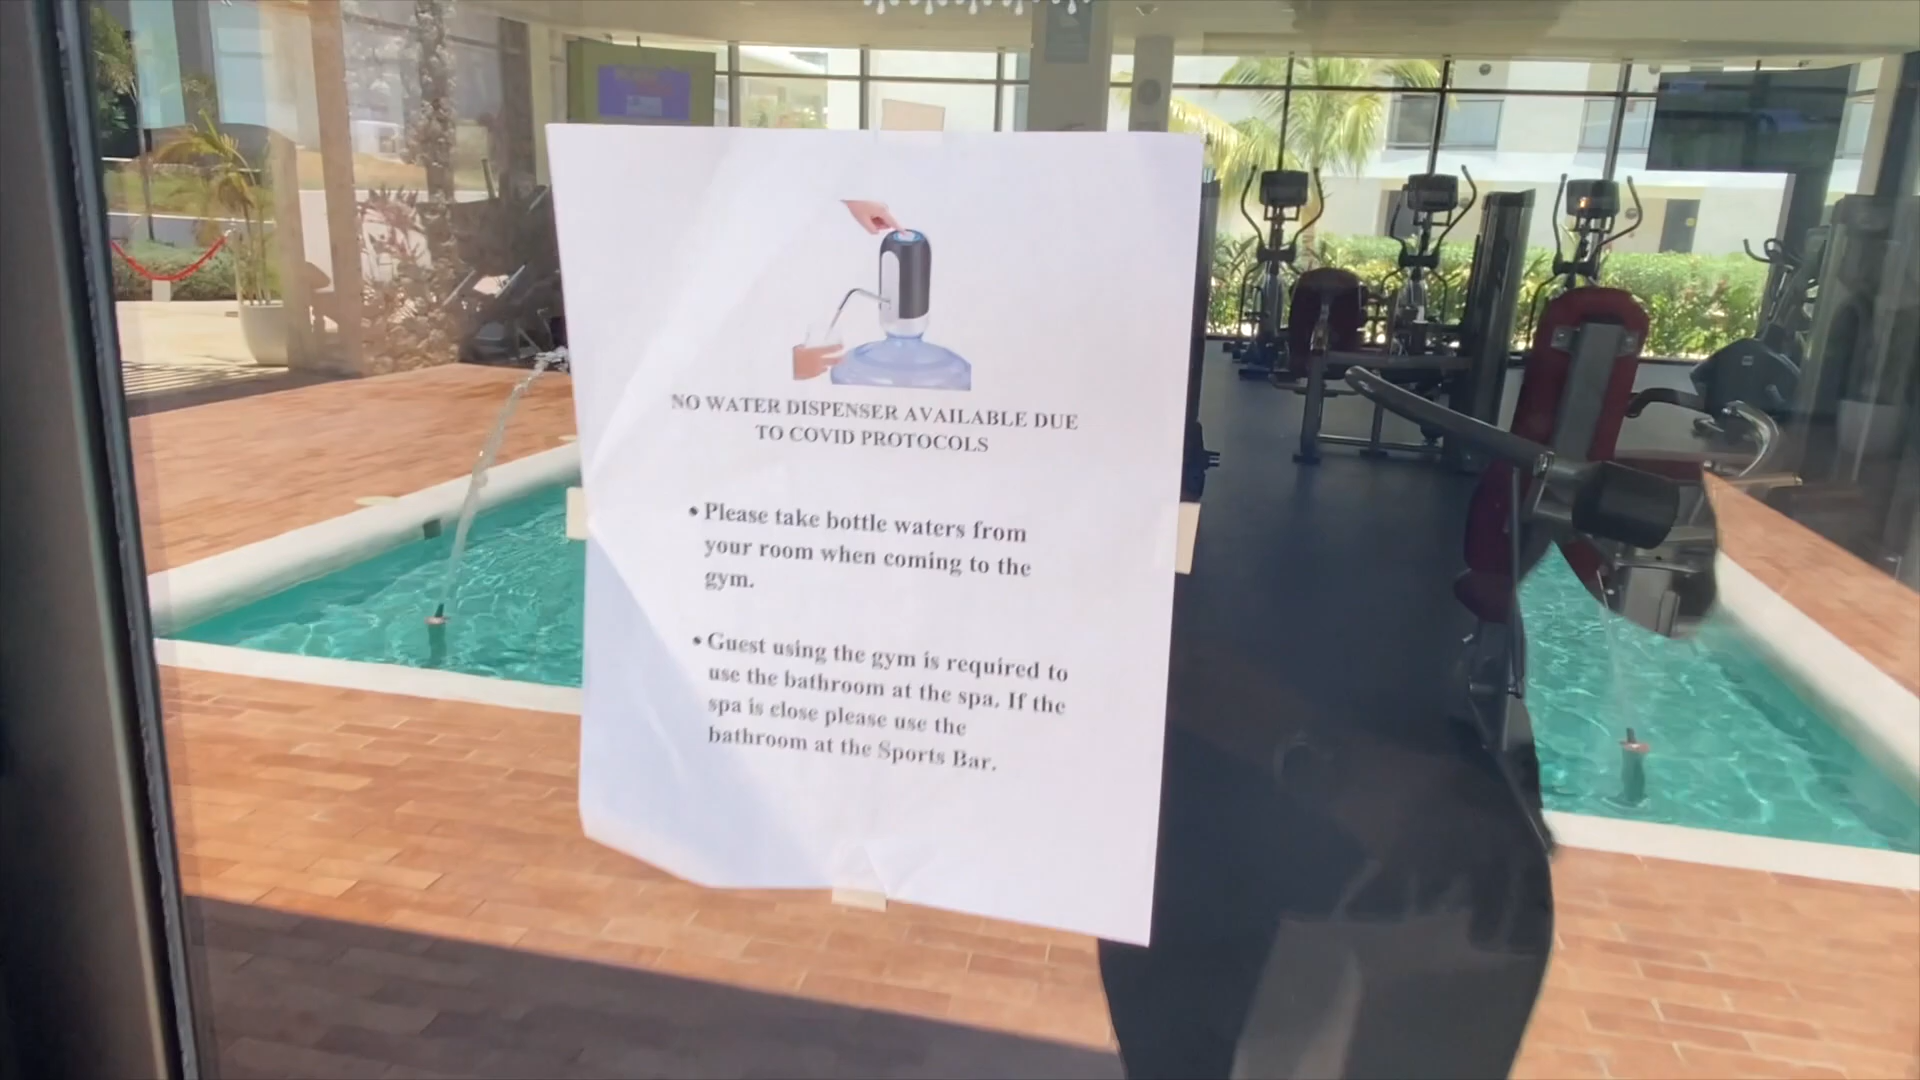 NO WATER DISPENSER AVAILABLE DUE
TO COVID PROTOCOLS
• Please take bottle waters from
your room when coming to the
gym.
• Guest using the gym is required to
use the bathroom at the spa. If the
spa is close please use the
bathroom at the Sports Bar.